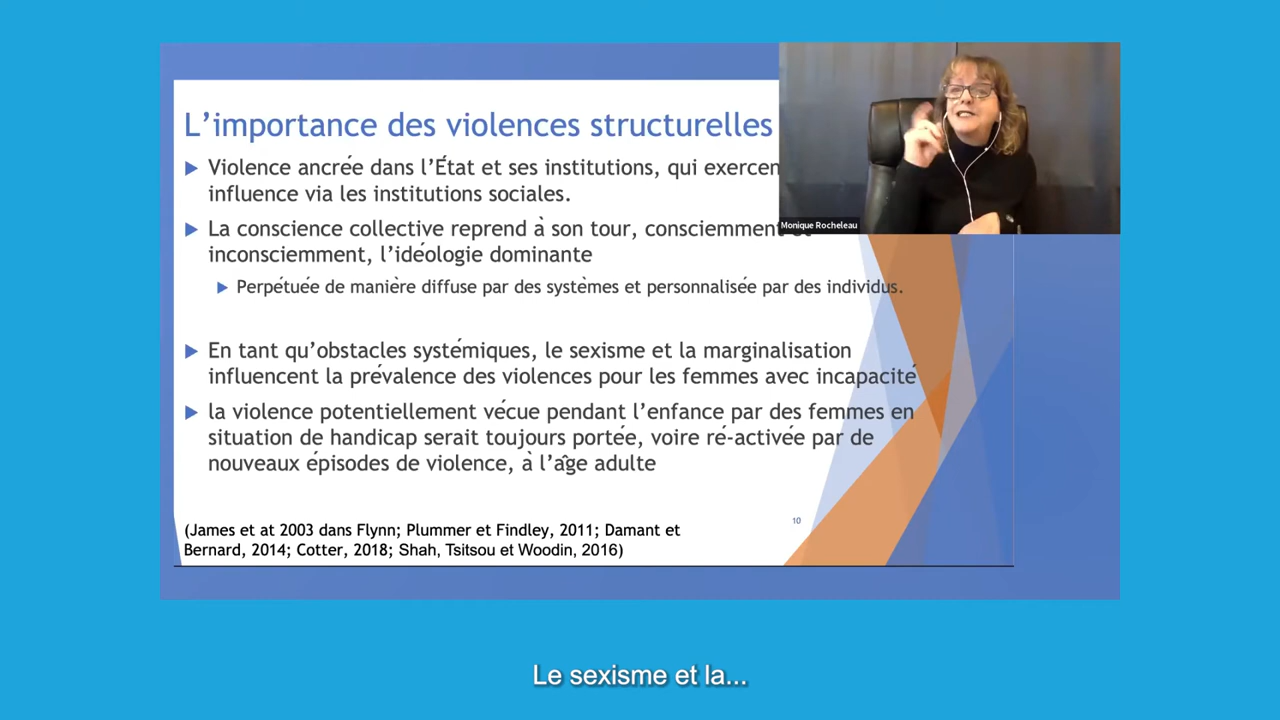 L'importance des violences structurelles
Violence ancrée dans l'État et ses institutions, qui exercen
influence via les institutions sociales.
La conscience collective reprend à son tour, consciemment et
inconsciemment, l'idéologie dominante
Perpétuée de manière diffuse par des systèmes et personnalisée par des individus.
En tant qu'obstacles systémiques, le sexisme et la marginalisation
influencent la prévalence des violences pour les femmes avec incapacité
la violence potentiellement vécue pendant l'enfance par des femmes en
situation de handicap serait toujours portée, voire ré-activée par de
nouveaux épisodes de violence, à l'âge adulte
10
(James et at 2003 dans Flynn; Plummer et Findley, 2011; Damant et
Bernard, 2014; Cotter, 2018; Shah, Tsitsou et Woodin, 2016)
Monique Rocheleau
Le sexisme et la...